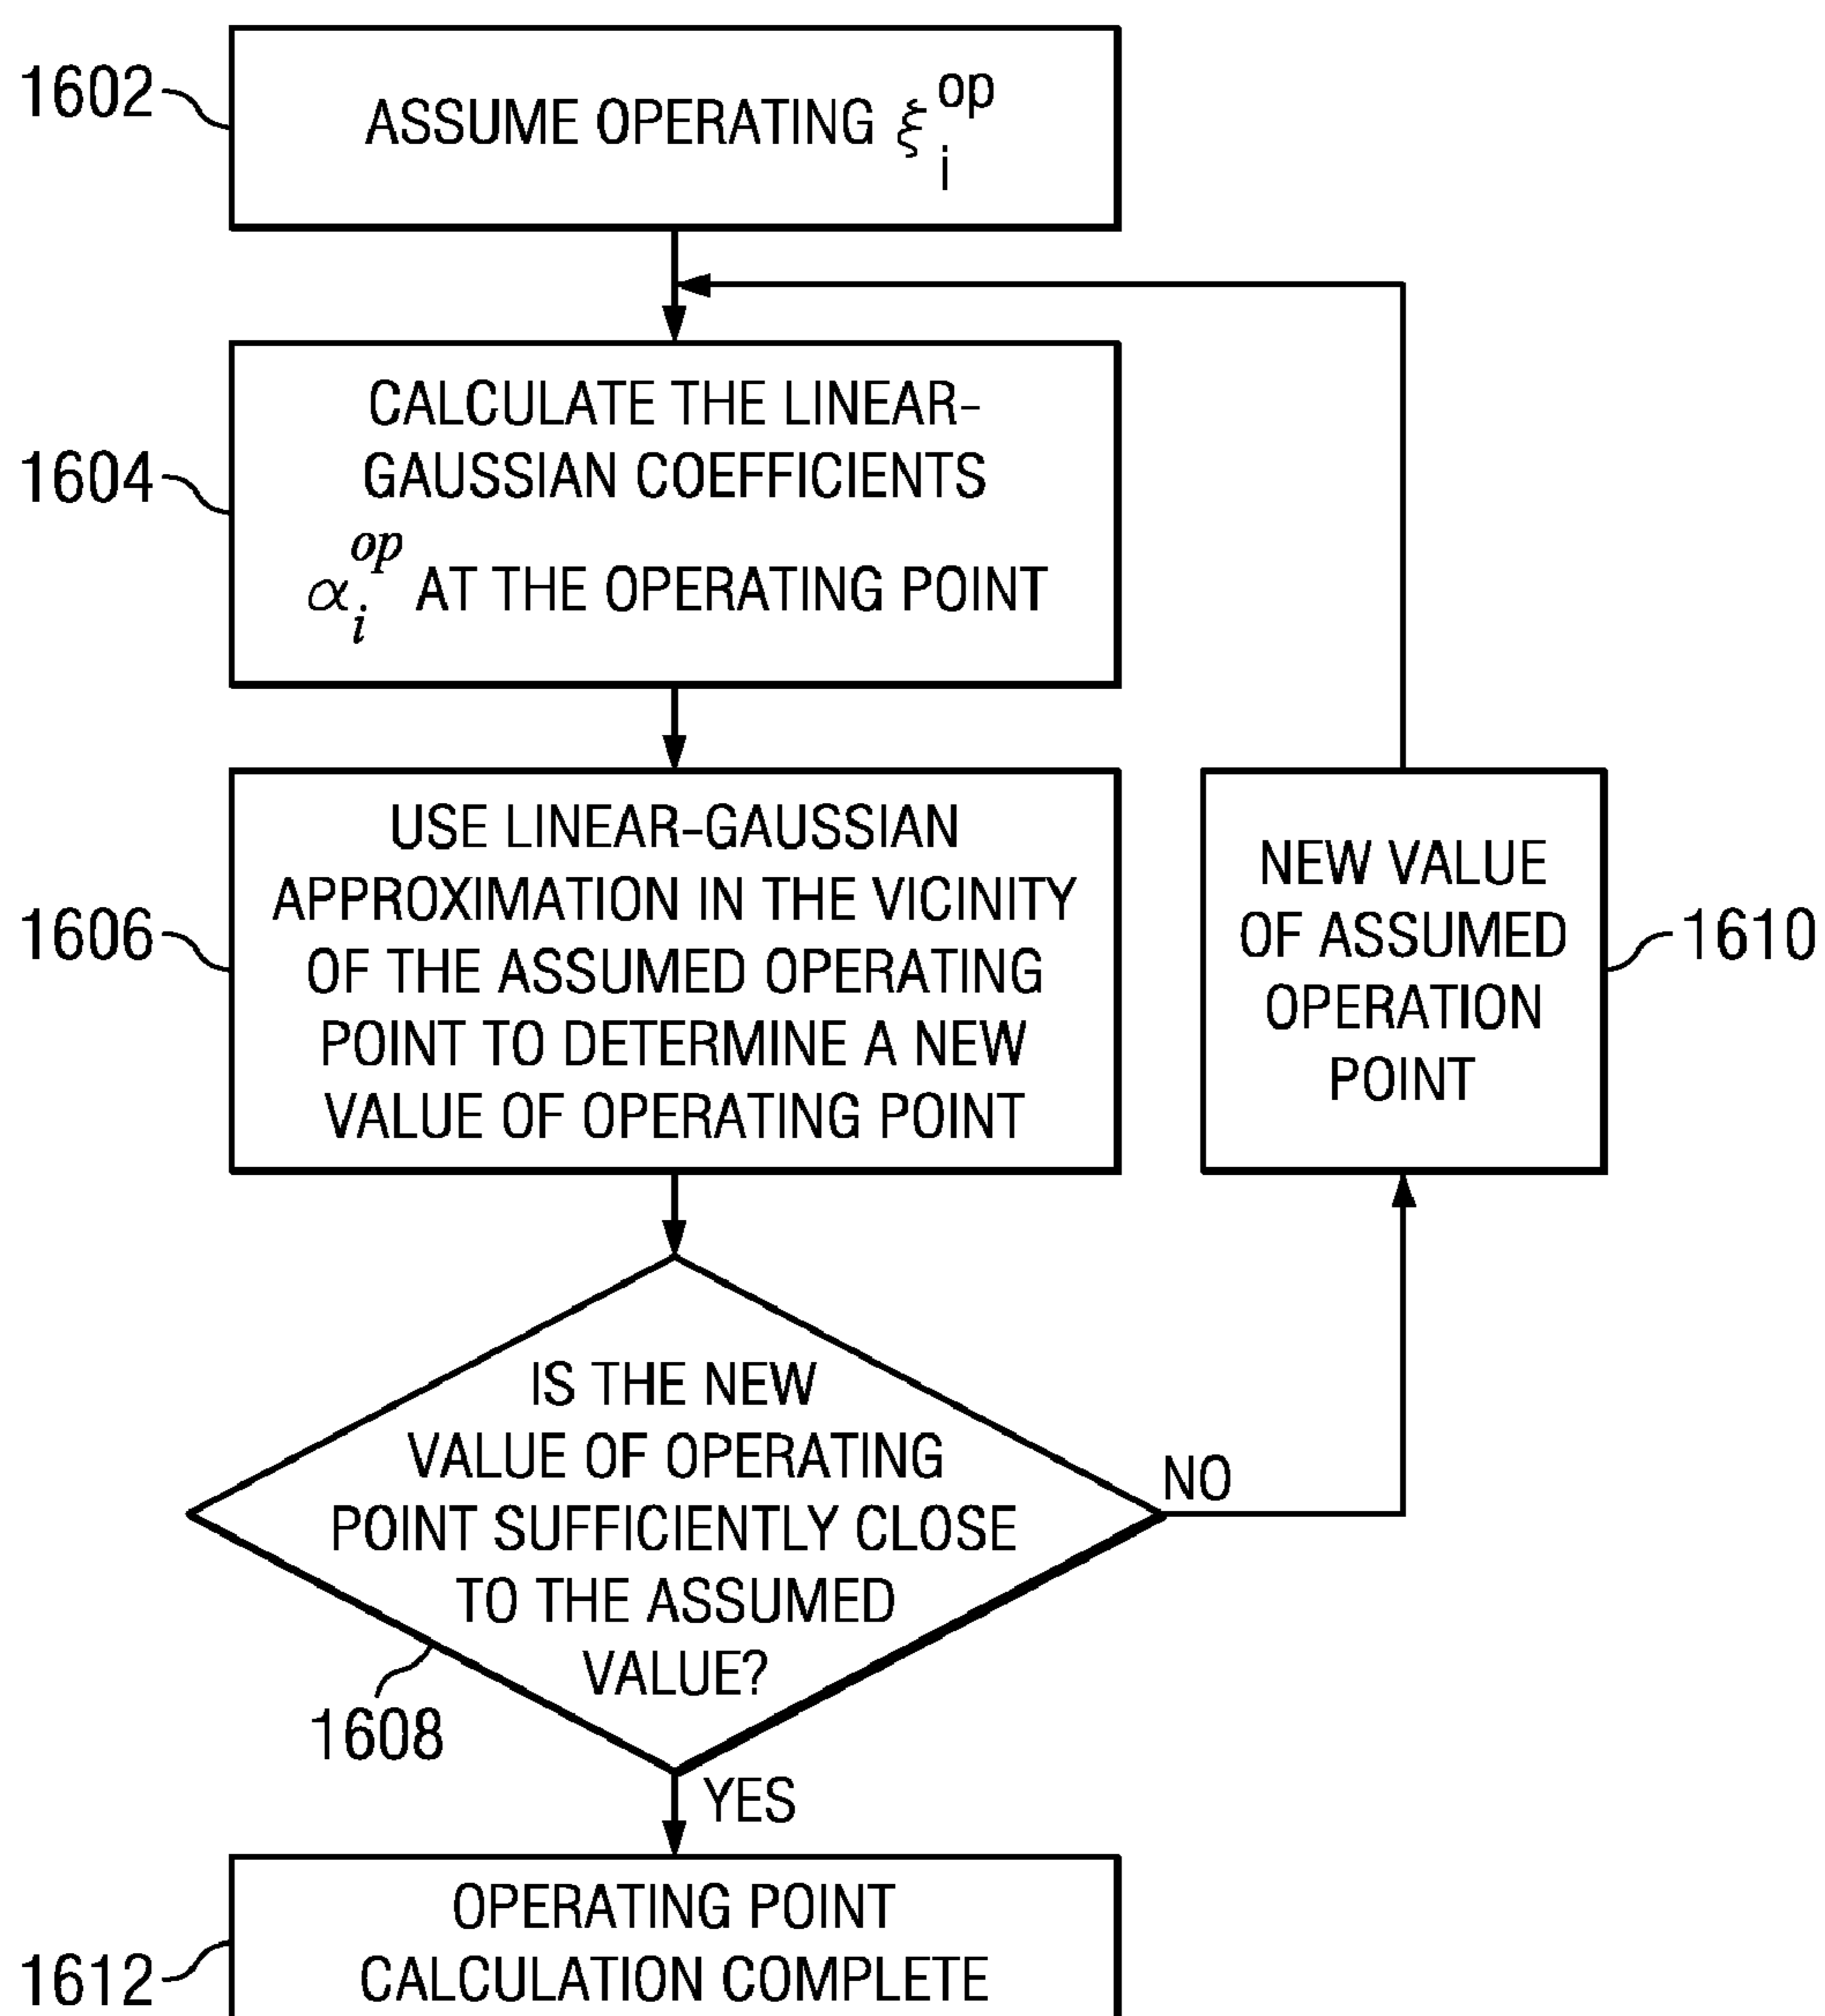 1602
ASSUME OPERATING ξ_i^op
1604
CALCULATE THE LINEAR-
GAUSSIAN COEFFICIENTS
α_i^op AT THE OPERATING POINT
1606
USE LINEAR-GAUSSIAN
APPROXIMATION IN THE VICINITY
OF THE ASSUMED OPERATING
POINT TO DETERMINE A NEW
VALUE OF OPERATING POINT
NEW VALUE
OF ASSUMED
OPERATION
POINT
1610
IS THE NEW
VALUE OF OPERATING
POINT SUFFICIENTLY CLOSE
TO THE ASSUMED
VALUE?
NO
1608
YES
1612
OPERATING POINT
CALCULATION COMPLETE